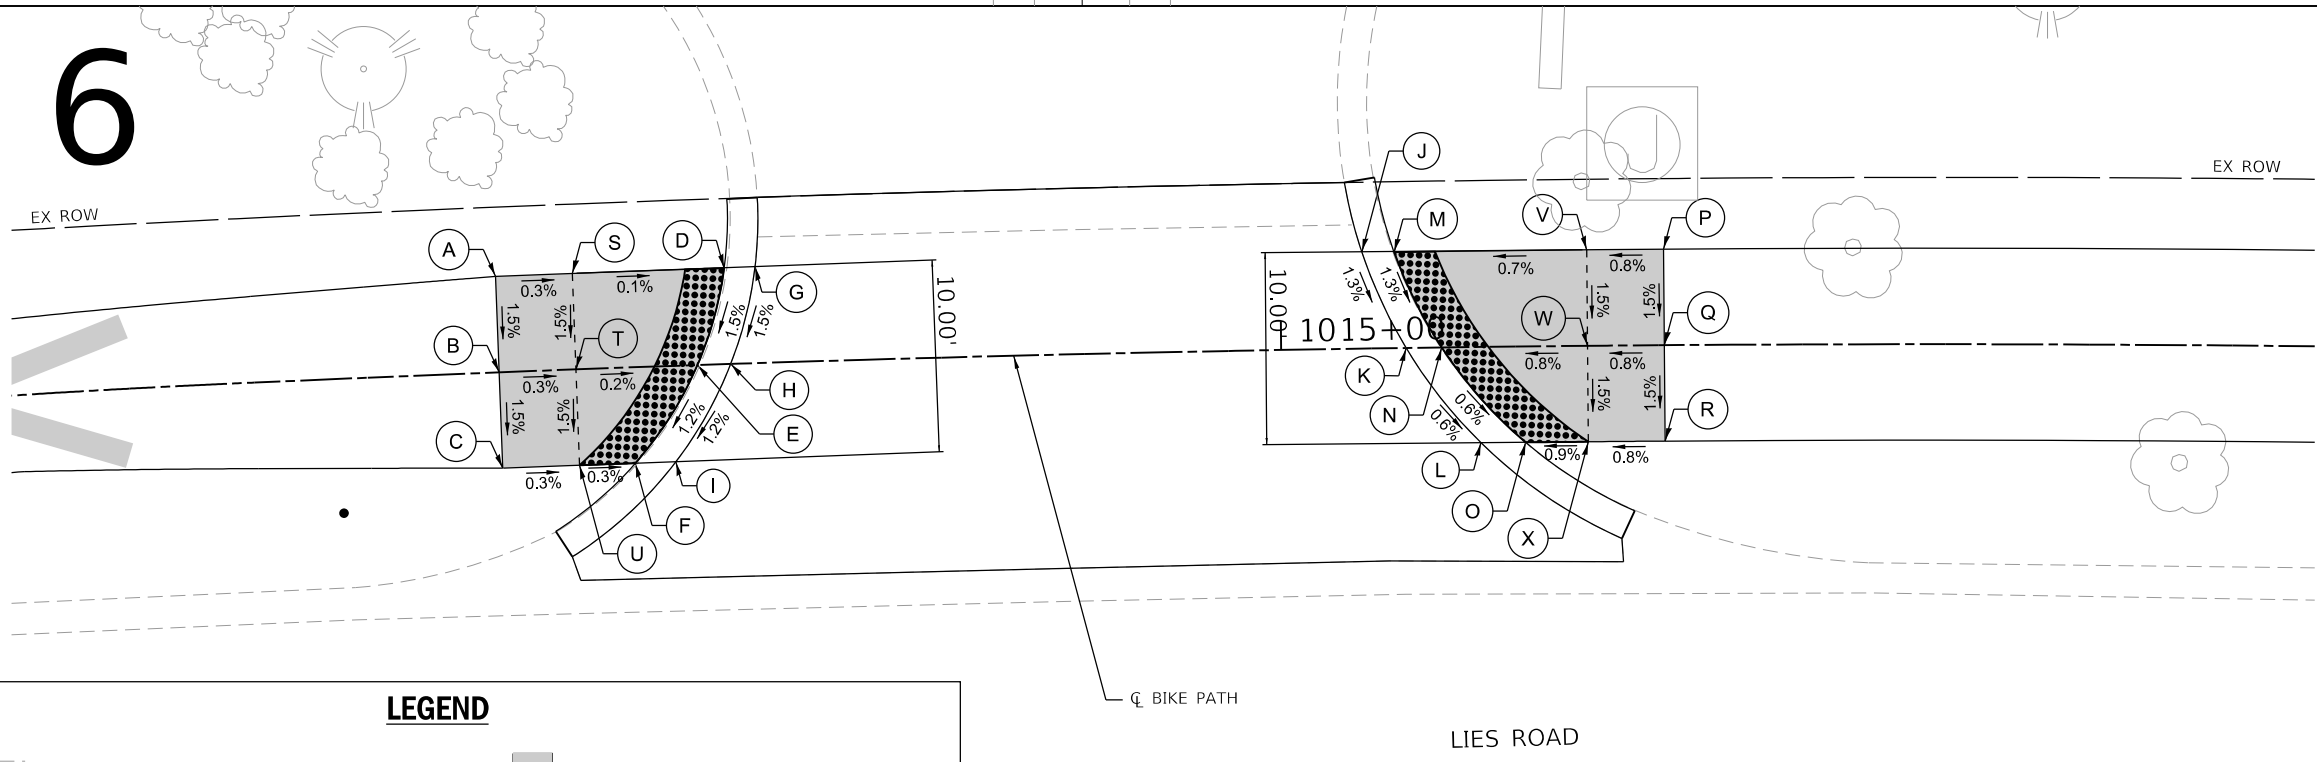 6
EX ROW
EX ROW
J
A
S
D
M
V
P
0.3%
0.1%
G
0.7%
0.8%
1.5%
1.5%
1.5%
1.5%
10.00'
10.00'
1.3%
1.3%
1.5%
1.5%
B
T
1015+00
W
Q
0.3%
0.2%
H
K
0.8%
0.8%
1.5%
1.5%
1.2%
1.2%
E
N
0.6%
0.6%
1.5%
1.5%
R
C
0.3%
0.3%
I
L
0.9%
0.8%
F
O
U
X
℄ BIKE PATH
LEGEND
LIES ROAD